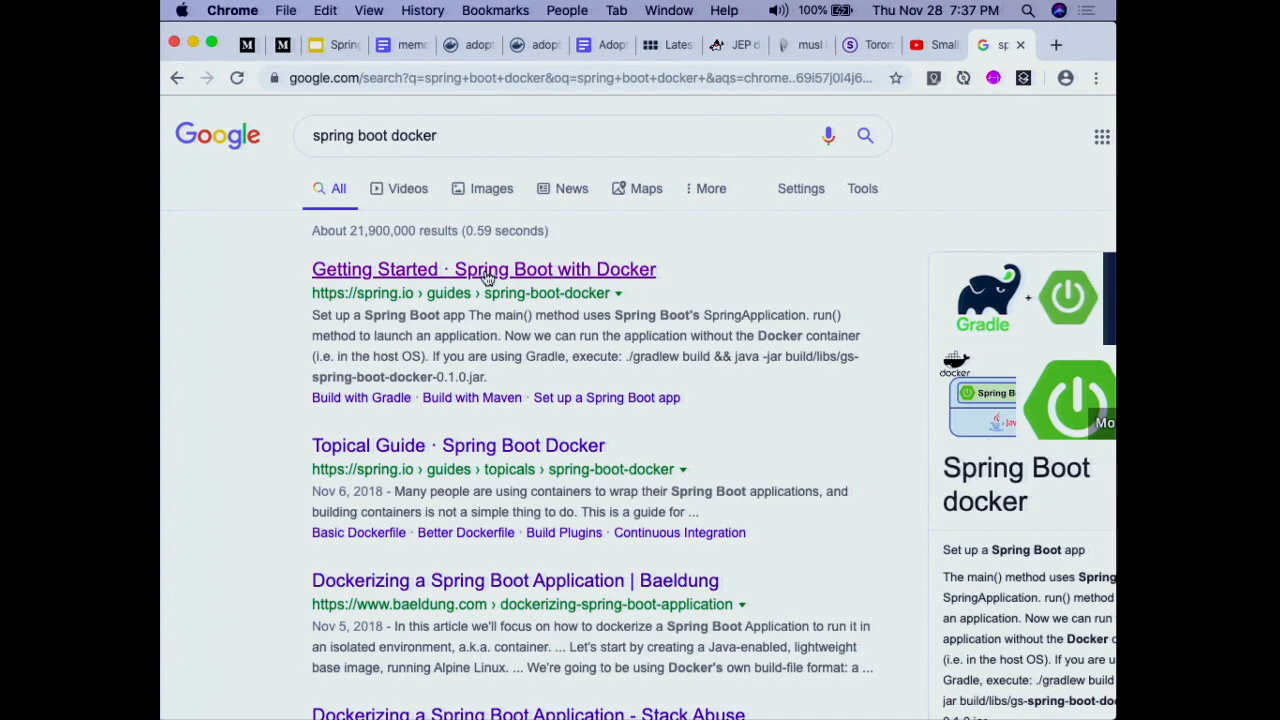 Chrome File Edit View History Bookmarks People Tab Window Help 100% Thu Nov 28 7:37 PM
Spring memo adopt adopt Adop Lates JEP d musl Toron Small sp
google.com/search?q=spring+boot+docker&oq=spring+boot+docker+&aqs=chrome..69i57j0l4j6...
Google
spring boot docker
All Videos Images News Maps More Settings Tools
About 21,900,000 results (0.59 seconds)
Getting Started · Spring Boot with Docker
https://spring.io › guides › spring-boot-docker
Set up a Spring Boot app The main() method uses Spring Boot's SpringApplication. run()
method to launch an application. Now we can run the application without the Docker container
(i.e. in the host OS). If you are using Gradle, execute: ./gradlew build && java -jar build/libs/gs-
spring-boot-docker-0.1.0.jar.
Build with Gradle · Build with Maven · Set up a Spring Boot app
Topical Guide · Spring Boot Docker
https://spring.io › guides › topicals › spring-boot-docker
Nov 6, 2018 - Many people are using containers to wrap their Spring Boot applications, and
building containers is not a simple thing to do. This is a guide for ...
Basic Dockerfile · Better Dockerfile · Build Plugins · Continuous Integration
Dockerizing a Spring Boot Application | Baeldung
https://www.baeldung.com › dockerizing-spring-boot-application
Nov 5, 2018 - In this article we'll focus on how to dockerize a Spring Boot Application to run it in
an isolated environment, a.k.a. container. ... Let's start by creating a Java-enabled, lightweight
base image, running Alpine Linux. ... We're going to be using Docker's own build-file format: a ...
Dockerizing a Spring Boot Application - Stack Abuse
Gradle
+
docker
Spring B
Jav
Mo
Spring Boot
docker
Set up a Spring Boot app
The main() method uses Spring
SpringApplication. run() method
an application. Now we can run
application without the Docker c
(i.e. in the host OS). If you are u
Gradle, execute: ./gradlew build
jar build/libs/gs-spring-boot-do